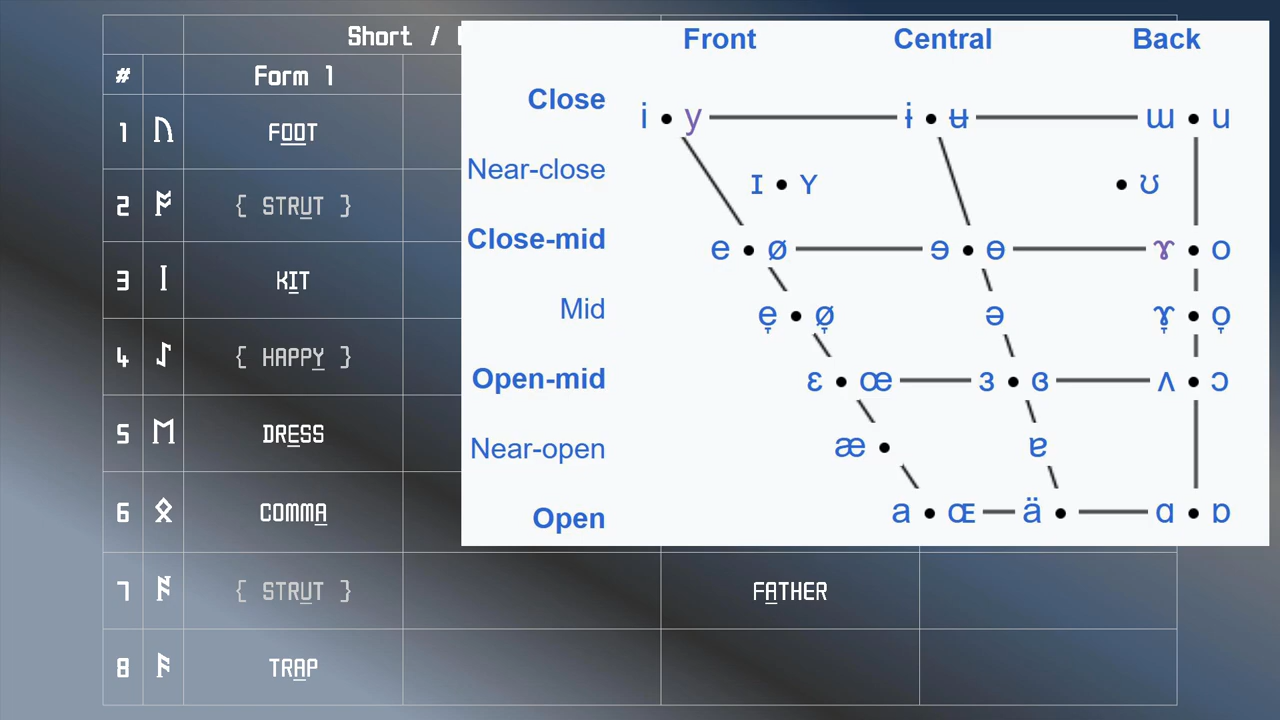 Short /
# Form 1
1 ᚢ FOOT
2 ᚩ { STRUT }
3 ᛁ KIT
4 ᛇ { HAPPY }
5 ᛖ DRESS
6 ᛟ COMMA
7 ᚪ { STRUT } FATHER
8 ᚫ TRAP
Front Central Back
Close i • y ɨ • ʉ ɯ • u
Near-close ɪ • ʏ • ʊ
Close-mid e • ø ɘ • ɵ ɤ • o
Mid e̞ • ø̞ ə ɤ̞ • o̞
Open-mid ɛ • œ ɜ • ɞ ʌ • ɔ
Near-open æ • ɐ
Open a • ɶ ä • ɑ • ɒ